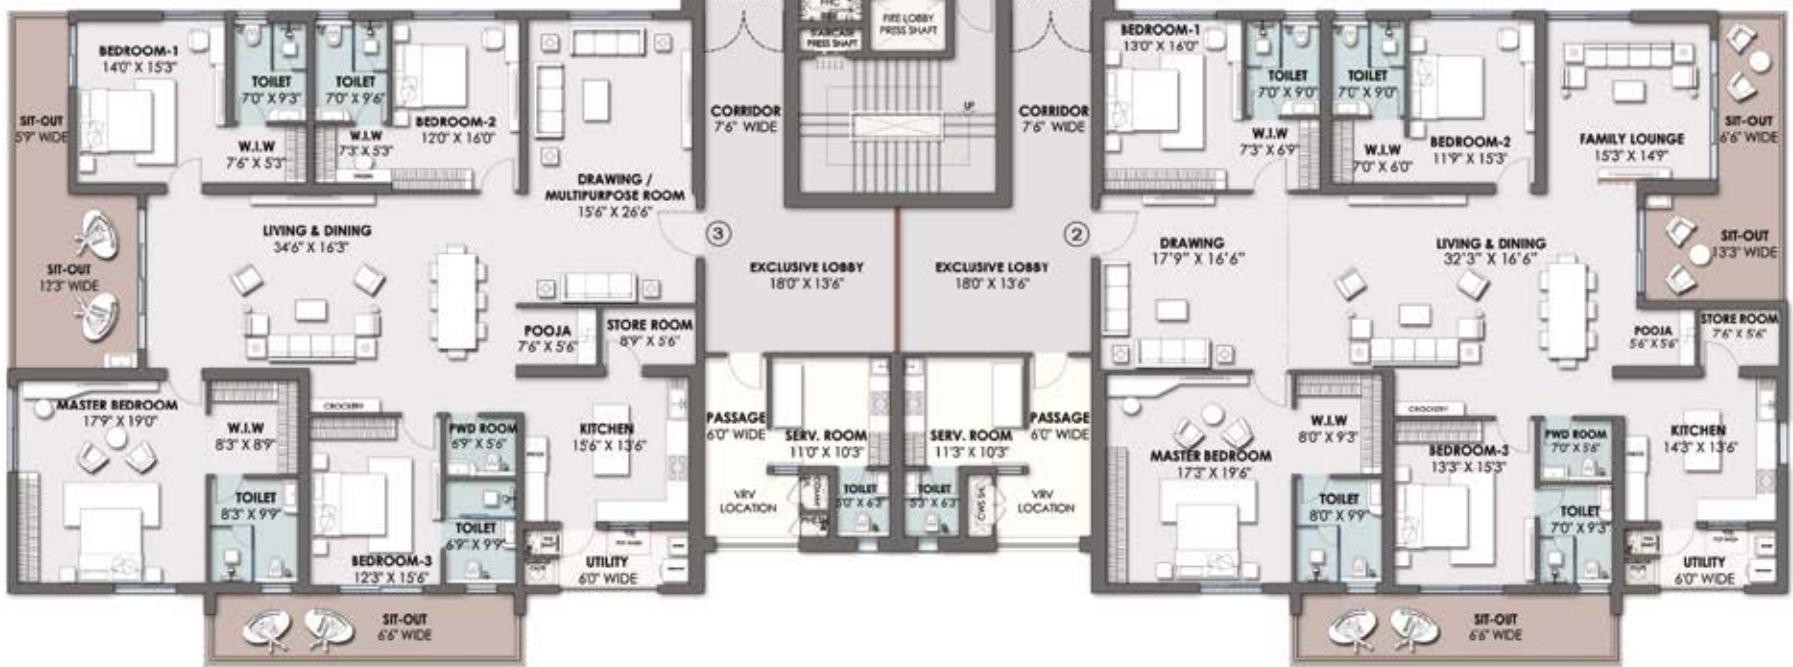 BEDROOM-1
14'0" X 15'3"
TOILET
7'0" X 9'3"
TOILET
7'0" X 9'6"
BEDROOM-2
12'0" X 16'0"
W.I.W
7'6" X 5'3"
W.I.W
7'3" X 5'3"
SIT-OUT
5'9" WIDE
DRAWING /
MULTIPURPOSE ROOM
15'6" X 26'6"
LIVING & DINING
34'6" X 16'3"
SIT-OUT
12'3" WIDE
POOJA
7'6" X 5'6"
STORE ROOM
8'9" X 5'6"
MASTER BEDROOM
17'9" X 19'0"
W.I.W
8'3" X 8'9"
CROCKERY
PWD ROOM
6'9" X 5'6"
KITCHEN
15'6" X 13'6"
TOILET
8'3" X 9'9"
TOILET
6'9" X 9'9"
BEDROOM-3
12'3" X 15'6"
UTILITY
6'0" WIDE
SIT-OUT
6'6" WIDE
CORRIDOR
7'6" WIDE
FHC
STAIRCASE
PRESS SHAFT
FIRE LOBBY
PRESS SHAFT
UP
CORRIDOR
7'6" WIDE
3
EXCLUSIVE LOBBY
18'0" X 13'6"
2
EXCLUSIVE LOBBY
18'0" X 13'6"
PASSAGE
6'0" WIDE
SERV. ROOM
11'0" X 10'3"
SERV. ROOM
11'3" X 10'3"
PASSAGE
6'0" WIDE
VRV
LOCATION
TOILET
5'0" X 6'3"
TOILET
5'3" X 6'3"
VRV
LOCATION
BEDROOM-1
13'0" X 16'0"
TOILET
7'0" X 9'0"
TOILET
7'0" X 9'0"
BEDROOM-2
11'9" X 15'3"
W.I.W
7'3" X 6'9"
W.I.W
7'0" X 6'0"
FAMILY LOUNGE
15'3" X 14'9"
SIT-OUT
6'6" WIDE
DRAWING
17'9" X 16'6"
LIVING & DINING
32'3" X 16'6"
SIT-OUT
13'3" WIDE
POOJA
5'6" X 5'6"
STORE ROOM
7'6" X 5'6"
MASTER BEDROOM
17'3" X 19'6"
W.I.W
8'0" X 9'3"
CROCKERY
BEDROOM-3
13'3" X 15'3"
PWD ROOM
7'0" X 5'6"
KITCHEN
14'3" X 13'6"
TOILET
8'0" X 9'9"
TOILET
7'0" X 9'3"
UTILITY
6'0" WIDE
SIT-OUT
6'6" WIDE